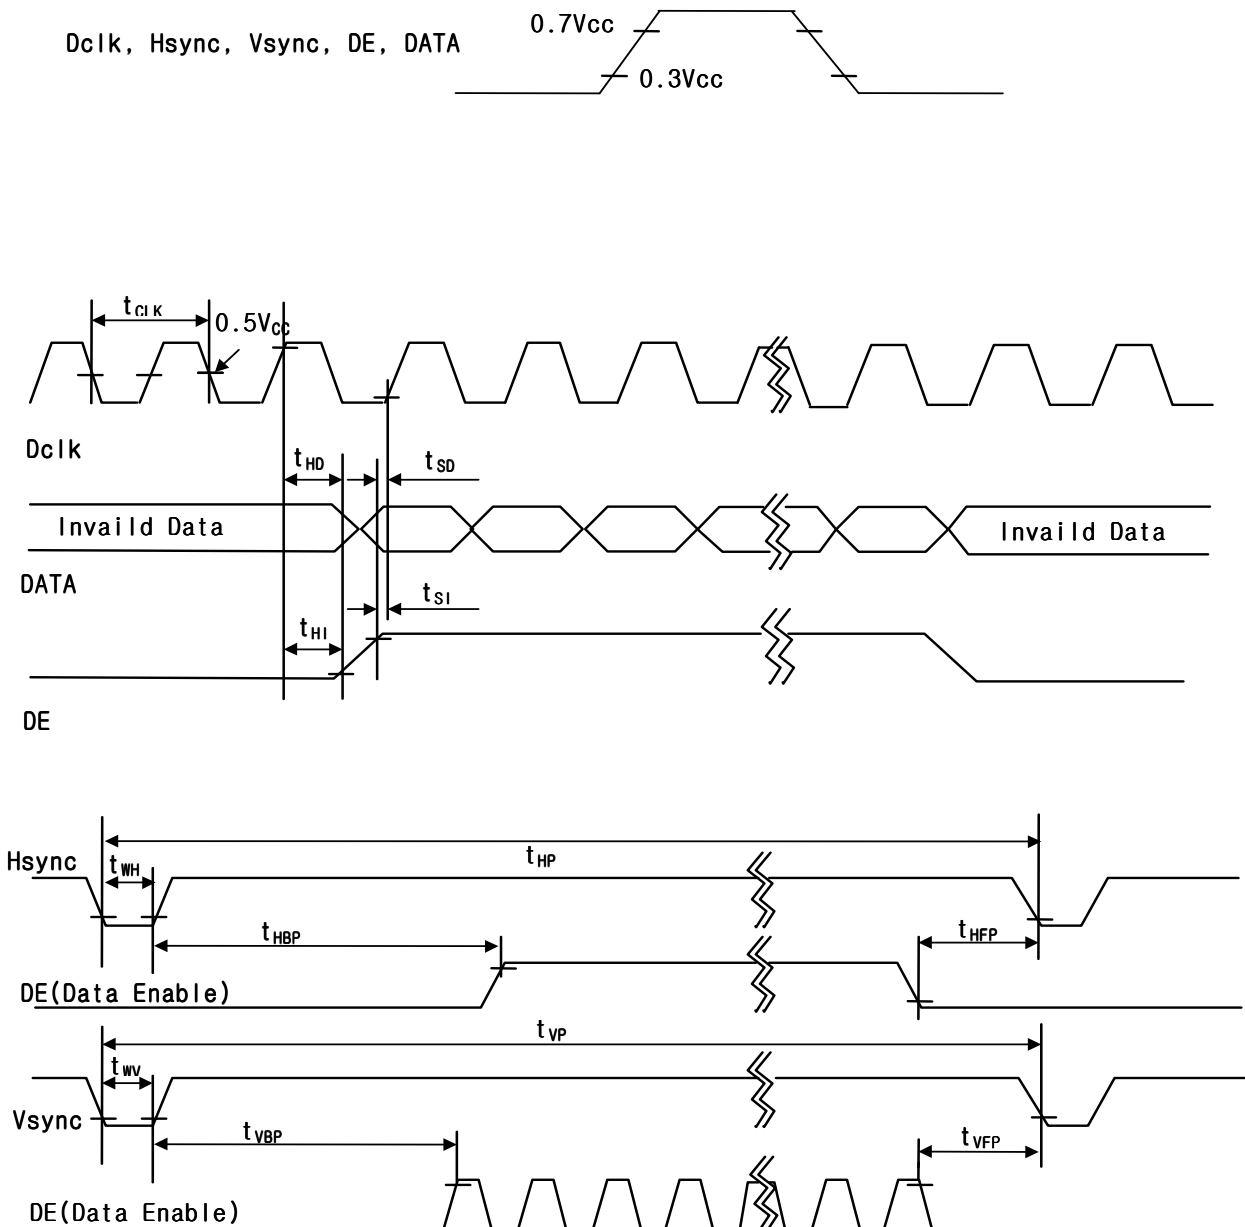 Dclk, Hsync, Vsync, DE, DATA
0.7Vcc
0.3Vcc
tCLK
0.5Vcc
Dclk
tHD
tSD
Invaild Data
Invaild Data
DATA
tSI
tHI
DE
Hsync
tWH
tHP
tHBP
tHFP
DE(Data Enable)
tVP
tWV
Vsync
tVBP
tVFP
DE(Data Enable)